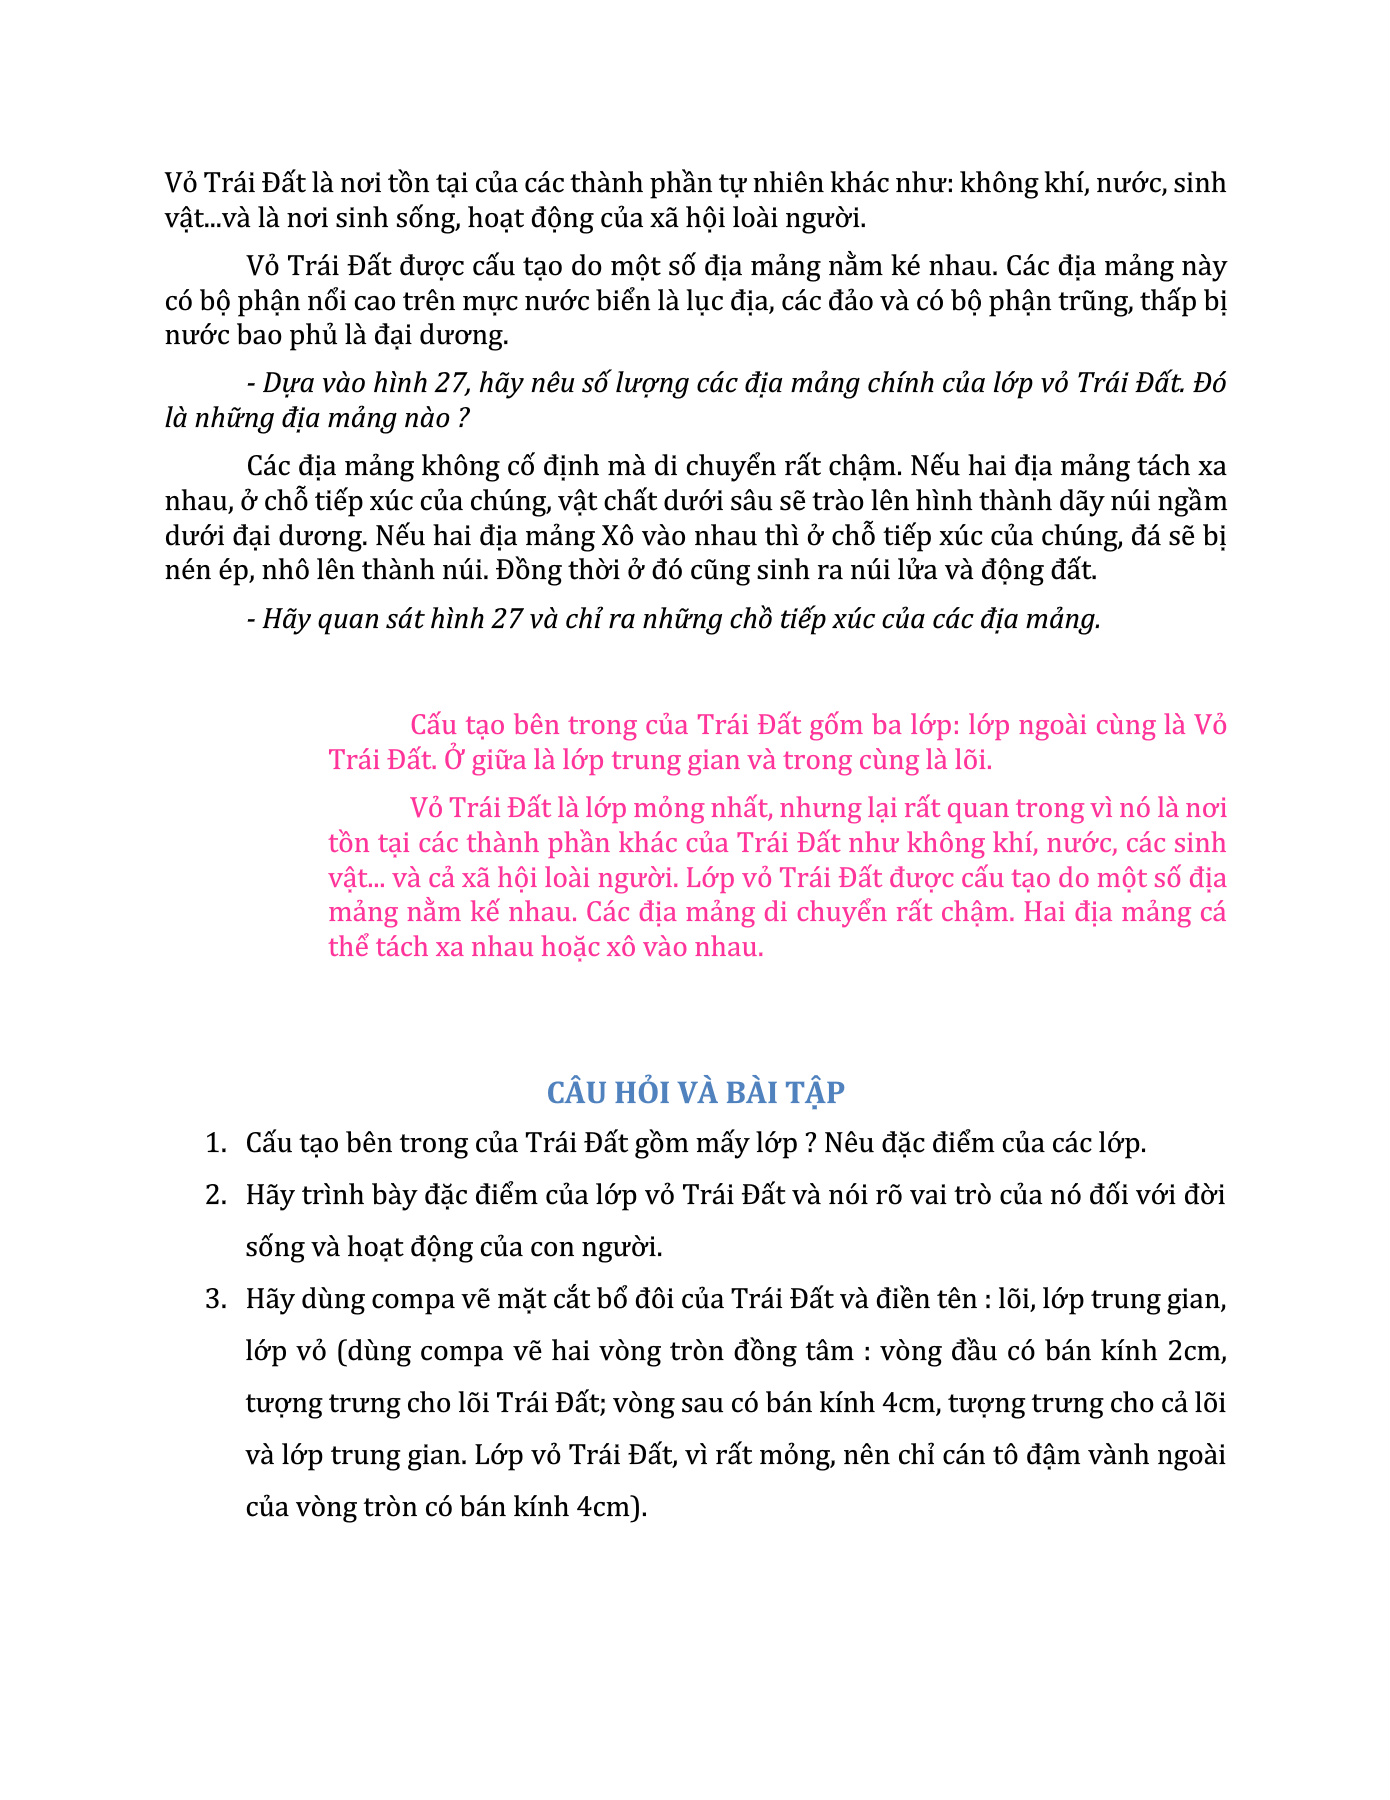 Vỏ Trái Đất là nơi tồn tại của các thành phần tự nhiên khác như: không khí, nước, sinh
vật...và là nơi sinh sống, hoạt động của xã hội loài người.
Vỏ Trái Đất được cấu tạo do một số địa mảng nằm ké nhau. Các địa mảng này
có bộ phận nổi cao trên mực nước biển là lục địa, các đảo và có bộ phận trũng, thấp bị
nước bao phủ là đại dương.
- Dựa vào hình 27, hãy nêu số lượng các địa mảng chính của lớp vỏ Trái Đất. Đó
là những địa mảng nào ?
Các địa mảng không cố định mà di chuyển rất chậm. Nếu hai địa mảng tách xa
nhau, ở chỗ tiếp xúc của chúng, vật chất dưới sâu sẽ trào lên hình thành dãy núi ngầm
dưới đại dương. Nếu hai địa mảng Xô vào nhau thì ở chỗ tiếp xúc của chúng, đá sẽ bị
nén ép, nhô lên thành núi. Đồng thời ở đó cũng sinh ra núi lửa và động đất.
- Hãy quan sát hình 27 và chỉ ra những chồ tiếp xúc của các địa mảng.
Cấu tạo bên trong của Trái Đất gốm ba lớp: lớp ngoài cùng là Vỏ
Trái Đất. Ở giữa là lớp trung gian và trong cùng là lõi.
Vỏ Trái Đất là lớp mỏng nhất, nhưng lại rất quan trong vì nó là nơi
tồn tại các thành phần khác của Trái Đất như không khí, nước, các sinh
vật... và cả xã hội loài người. Lớp vỏ Trái Đất được cấu tạo do một số địa
mảng nằm kế nhau. Các địa mảng di chuyển rất chậm. Hai địa mảng cá
thể tách xa nhau hoặc xô vào nhau.
CÂU HỎI VÀ BÀI TẬP
1. Cấu tạo bên trong của Trái Đất gồm mấy lớp ? Nêu đặc điểm của các lớp.
2. Hãy trình bày đặc điểm của lớp vỏ Trái Đất và nói rõ vai trò của nó đối với đời
sống và hoạt động của con người.
3. Hãy dùng compa vẽ mặt cắt bổ đôi của Trái Đất và điền tên : lõi, lớp trung gian,
lớp vỏ (dùng compa vẽ hai vòng tròn đồng tâm : vòng đầu có bán kính 2cm,
tượng trưng cho lõi Trái Đất; vòng sau có bán kính 4cm, tượng trưng cho cả lõi
và lớp trung gian. Lớp vỏ Trái Đất, vì rất mỏng, nên chỉ cán tô đậm vành ngoài
của vòng tròn có bán kính 4cm).